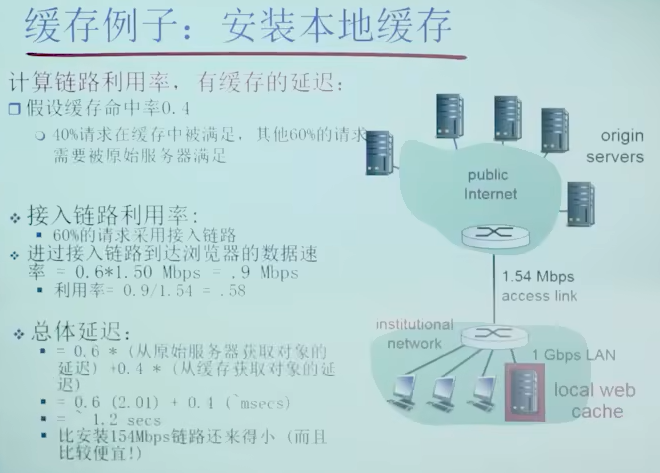 缓存例子：安装本地缓存
计算链路利用率，有缓存的延迟：
假设缓存命中率0.4
40%请求在缓存中被满足，其他60%的请求
需要被原始服务器满足
接入链路利用率：
60%的请求采用接入链路
进过接入链路到达浏览器的数据速
率 = 0.6*1.50 Mbps = .9 Mbps
利用率= 0.9/1.54 = .58
总体延迟：
= 0.6 * (从原始服务器获取对象的
延迟) +0.4 * (从缓存获取对象的延
迟)
= 0.6 (2.01) + 0.4 (~msecs)
= ~ 1.2 secs
比安装154Mbps链路还来得小 (而且
比较便宜!)
origin
servers
public
Internet
1.54 Mbps
access link
institutional
network
1 Gbps LAN
local web
cache